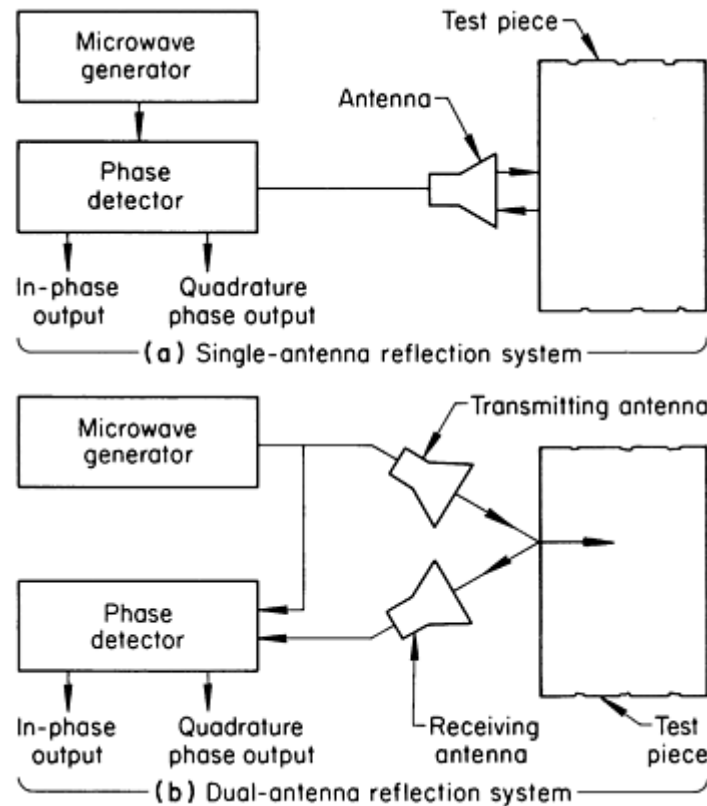 Microwave
generator
Test piece
Antenna
Phase
detector
In-phase
output
Quadrature
phase output
(a) Single-antenna reflection system
Microwave
generator
Transmitting antenna
Phase
detector
In-phase
output
Quadrature
phase output
Receiving
antenna
Test
piece
(b) Dual-antenna reflection system